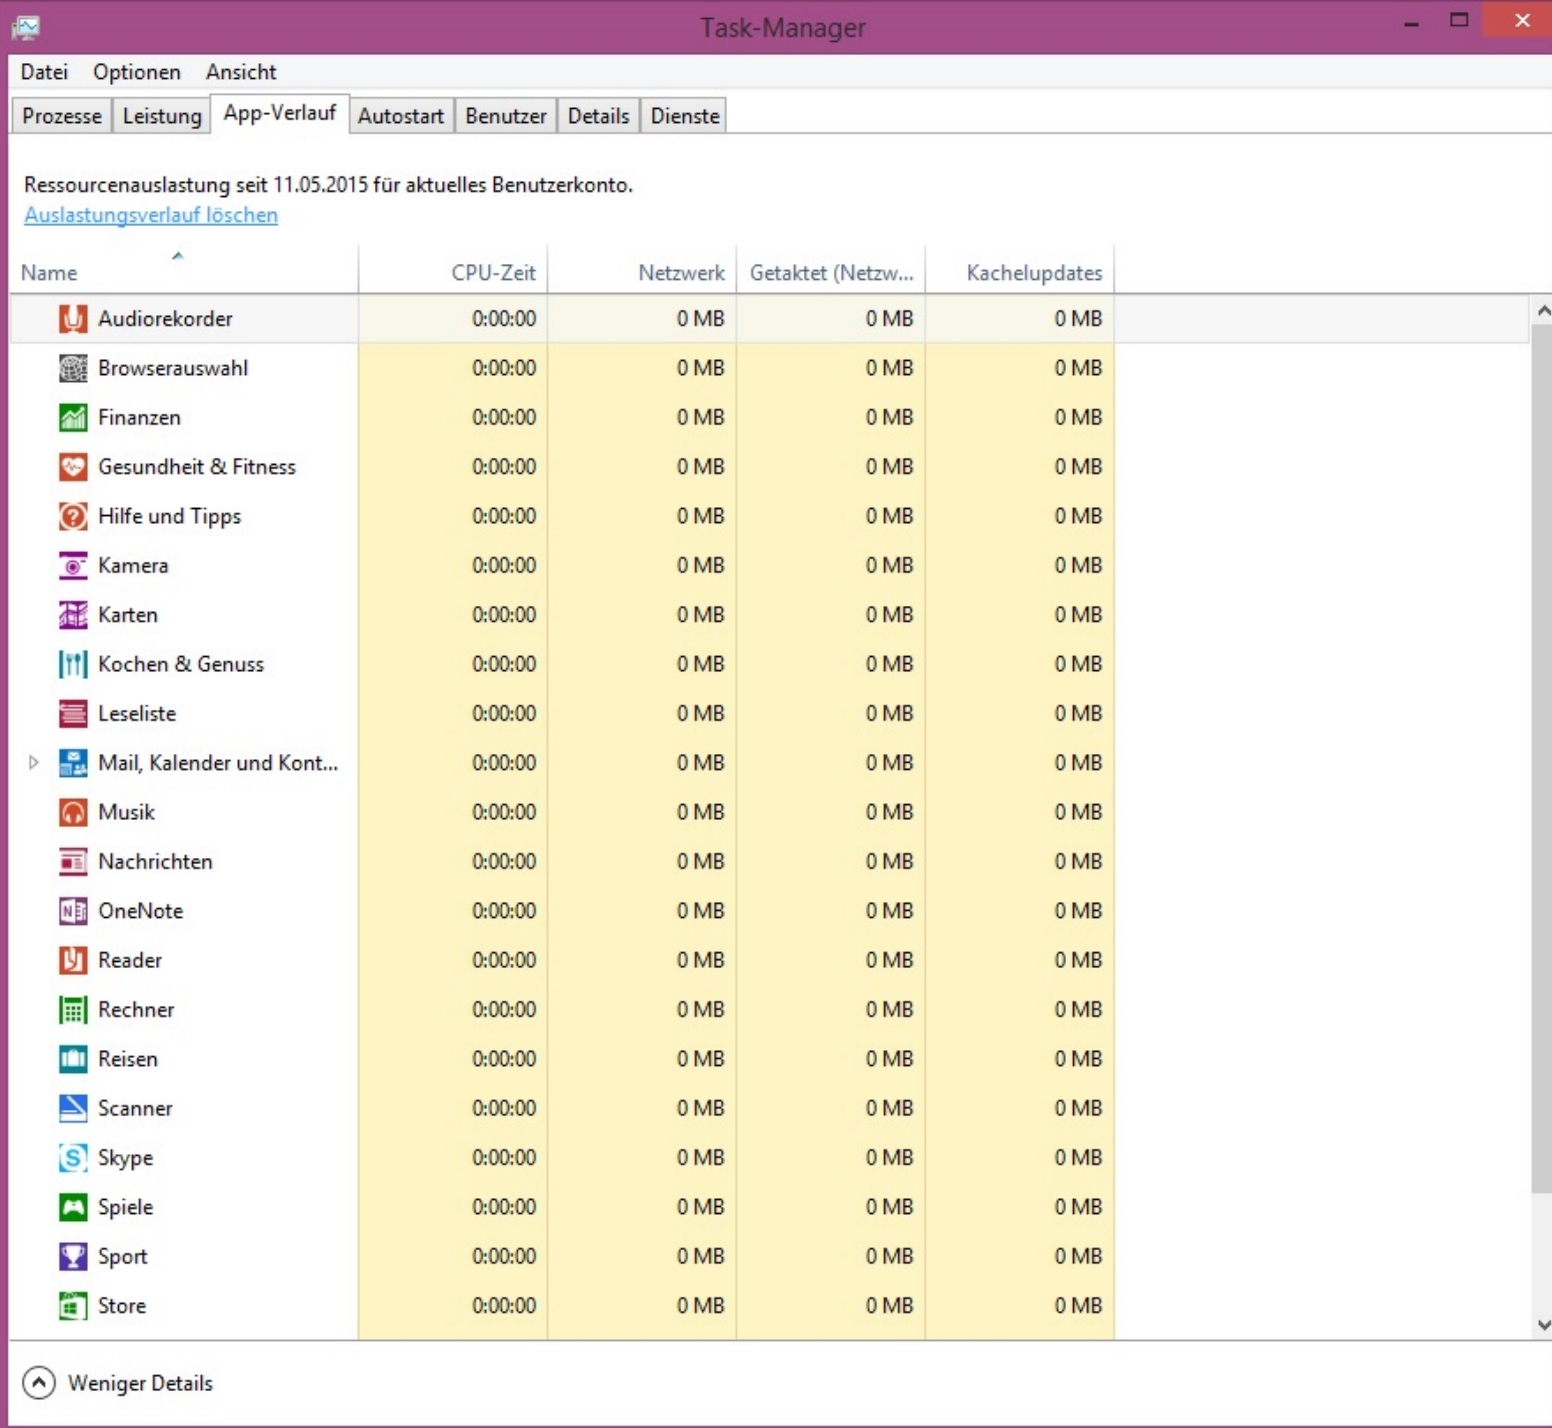 Task-Manager
Datei Optionen Ansicht
Prozesse Leistung App-Verlauf Autostart Benutzer Details Dienste
Ressourcenauslastung seit 11.05.2015 für aktuelles Benutzerkonto.
Auslastungsverlauf löschen
Name CPU-Zeit Netzwerk Getaktet (Netzw... Kachelupdates
Audiorekorder 0:00:00 0 MB 0 MB 0 MB
Browserauswahl 0:00:00 0 MB 0 MB 0 MB
Finanzen 0:00:00 0 MB 0 MB 0 MB
Gesundheit & Fitness 0:00:00 0 MB 0 MB 0 MB
Hilfe und Tipps 0:00:00 0 MB 0 MB 0 MB
Kamera 0:00:00 0 MB 0 MB 0 MB
Karten 0:00:00 0 MB 0 MB 0 MB
Kochen & Genuss 0:00:00 0 MB 0 MB 0 MB
Leseliste 0:00:00 0 MB 0 MB 0 MB
Mail, Kalender und Kont... 0:00:00 0 MB 0 MB 0 MB
Musik 0:00:00 0 MB 0 MB 0 MB
Nachrichten 0:00:00 0 MB 0 MB 0 MB
OneNote 0:00:00 0 MB 0 MB 0 MB
Reader 0:00:00 0 MB 0 MB 0 MB
Rechner 0:00:00 0 MB 0 MB 0 MB
Reisen 0:00:00 0 MB 0 MB 0 MB
Scanner 0:00:00 0 MB 0 MB 0 MB
Skype 0:00:00 0 MB 0 MB 0 MB
Spiele 0:00:00 0 MB 0 MB 0 MB
Sport 0:00:00 0 MB 0 MB 0 MB
Store 0:00:00 0 MB 0 MB 0 MB
Weniger Details